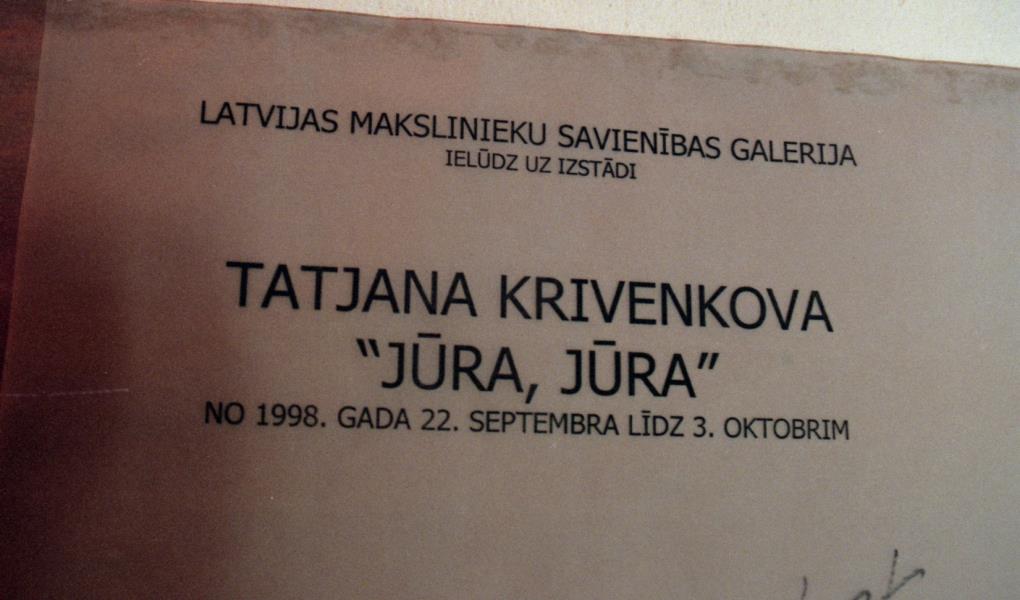 LATVIJAS MAKSLINIEKU SAVIENĪBAS GALERIJA
IELŪDZ UZ IZSTĀDI
TATJANA KRIVENKOVA
“JŪRA, JŪRA”
NO 1998. GADA 22. SEPTEMBRA LĪDZ 3. OKTOBRIM